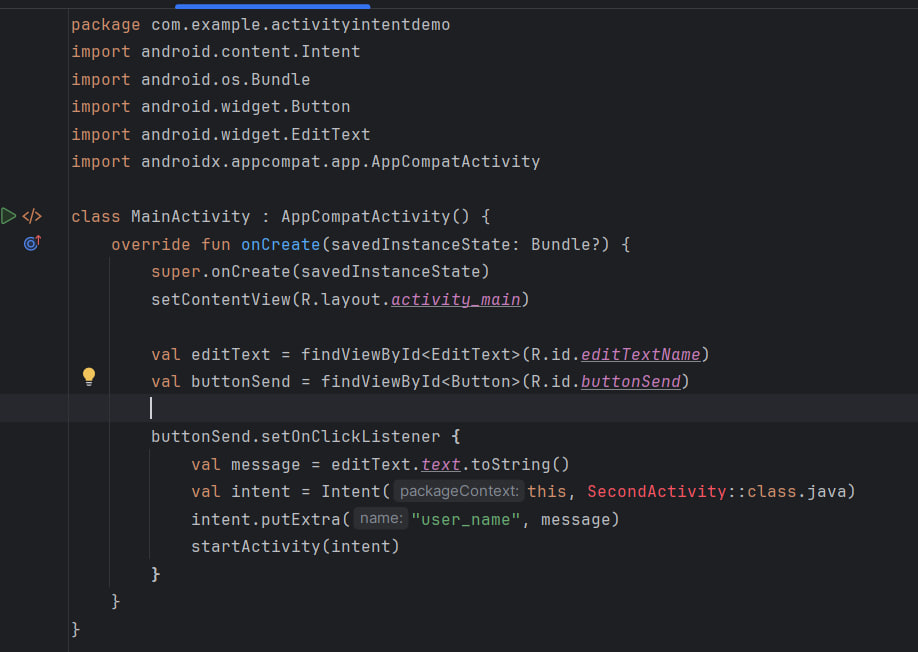 package com.example.activityintentdemo
import android.content.Intent
import android.os.Bundle
import android.widget.Button
import android.widget.EditText
import androidx.appcompat.app.AppCompatActivity
class MainActivity : AppCompatActivity() {
override fun onCreate(savedInstanceState: Bundle?) {
super.onCreate(savedInstanceState)
setContentView(R.layout.activity_main)
val editText = findViewById<EditText>(R.id.editTextName)
val buttonSend = findViewById<Button>(R.id.buttonSend)
buttonSend.setOnClickListener {
val message = editText.text.toString()
val intent = Intent( packageContext: this, SecondActivity::class.java)
intent.putExtra( name: "user_name", message)
startActivity(intent)
}
}
}